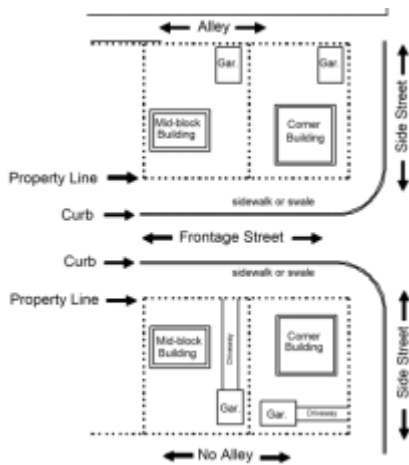 Alley
Gar.
Gar.
Mid-block
Building
Corner
Building
Side Street
Property Line
sidewalk or swale
Curb
Frontage Street
Curb
sidewalk or swale
Property Line
Mid-block
Building
Driveway
Corner
Building
Side Street
Gar.
Gar.
Driveway
No Alley